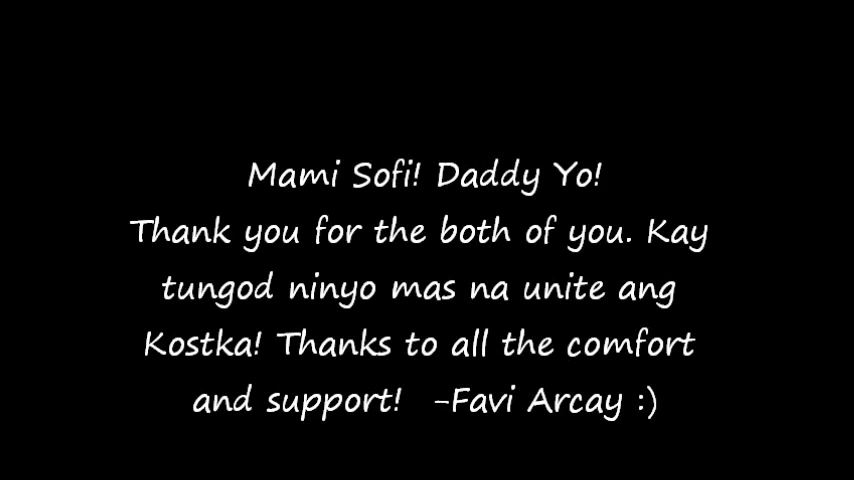 Mami Sofi! Daddy Yo!
Thank you for the both of you. Kay
tungod ninyo mas na unite ang
Kostka! Thanks to all the comfort
and support!   -Favi Arcay :)